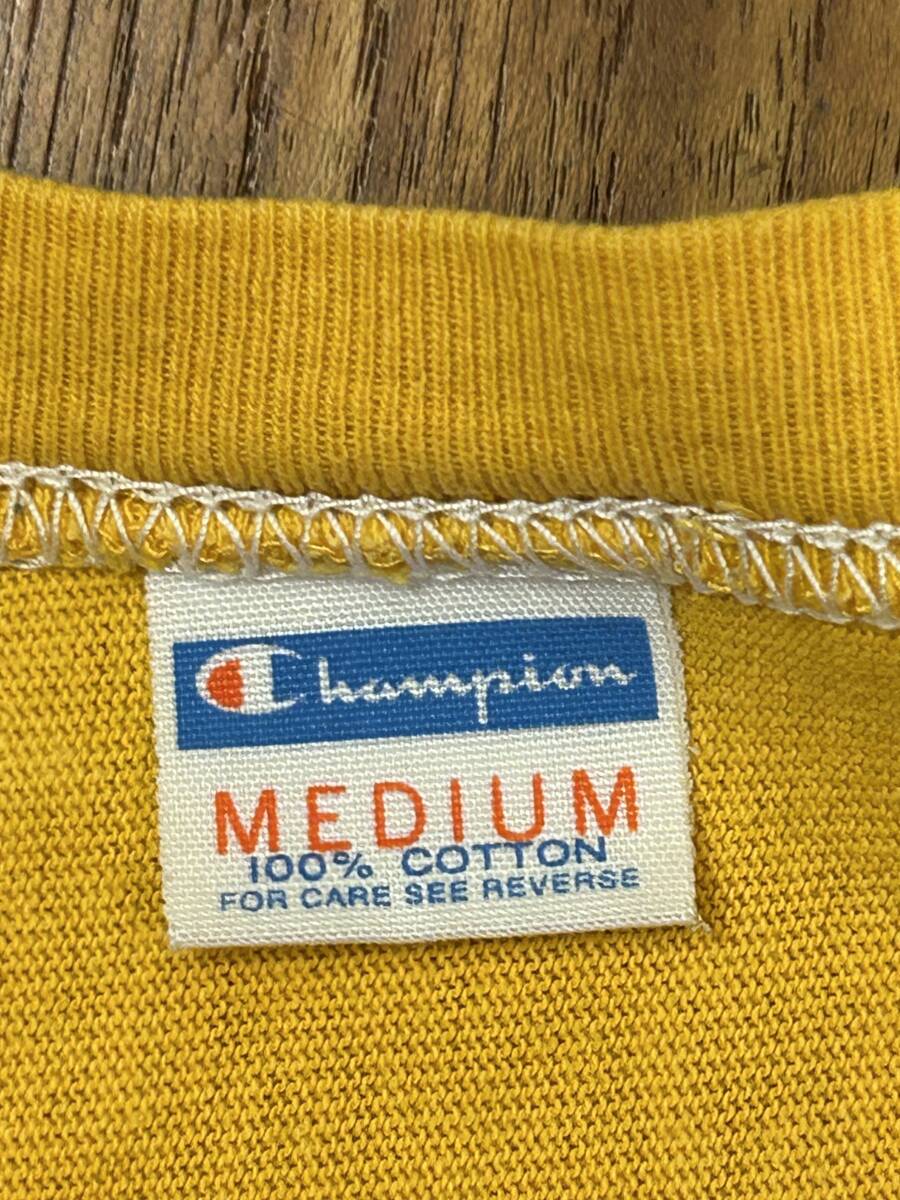 Champion
MEDIUM
100% COTTON
FOR CARE SEE REVERSE